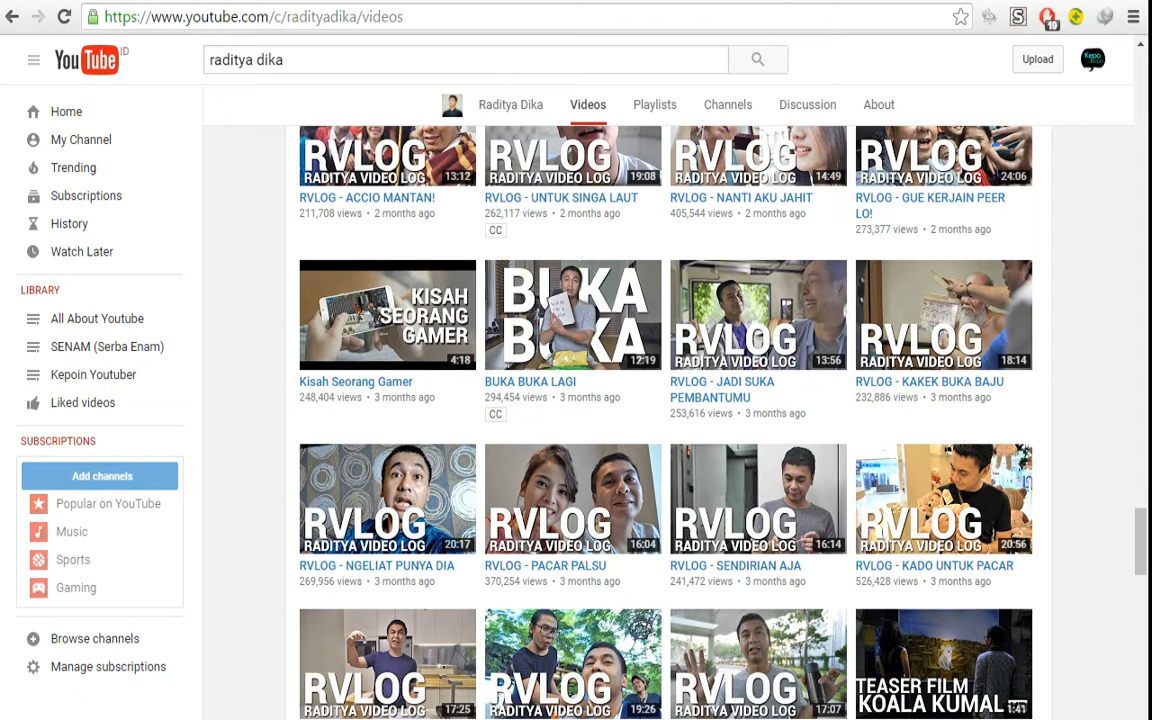 https://www.youtube.com/c/radityadika/videos
19
YouTube ID
raditya dika
Upload
Kepo
Raditya Dika Videos Playlists Channels Discussion About
Home
My Channel
Trending
Subscriptions
History
Watch Later
LIBRARY
All About Youtube
SENAM (Serba Enam)
Kepoin Youtuber
Liked videos
SUBSCRIPTIONS
Add channels
Popular on YouTube
Music
Sports
Gaming
Browse channels
Manage subscriptions
RVLOG
RADITYA VIDEO LOG
13:12
RVLOG - ACCIO MANTAN!
211,708 views • 2 months ago
RVLOG
RADITYA VIDEO LOG
19:08
RVLOG - UNTUK SINGA LAUT
262,117 views • 2 months ago
CC
RVLOG
RADITYA VIDEO LOG
14:49
RVLOG - NANTI AKU JAHIT
405,544 views • 2 months ago
RVLOG
RADITYA VIDEO LOG
24:06
RVLOG - GUE KERJAIN PEER
LO!
273,377 views • 2 months ago
KISAH
SEORANG
GAMER
4:18
Kisah Seorang Gamer
248,404 views • 3 months ago
BUKA
BUKA
12:19
BUKA BUKA LAGI
294,454 views • 3 months ago
CC
RVLOG
RADITYA VIDEO LOG
13:56
RVLOG - JADI SUKA
PEMBANTUMU
253,616 views • 3 months ago
RVLOG
RADITYA VIDEO LOG
18:14
RVLOG - KAKEK BUKA BAJU
232,886 views • 3 months ago
RVLOG
RADITYA VIDEO LOG
20:17
RVLOG - NGELIAT PUNYA DIA
269,956 views • 3 months ago
RVLOG
RADITYA VIDEO LOG
16:04
RVLOG - PACAR PALSU
370,254 views • 3 months ago
RVLOG
RADITYA VIDEO LOG
16:14
RVLOG - SENDIRIAN AJA
241,472 views • 3 months ago
RVLOG
RADITYA VIDEO LOG
20:56
RVLOG - KADO UNTUK PACAR
526,428 views • 3 months ago
RVLOG
RADITYA VIDEO LOG
17:25
RVLOG
RADITYA VIDEO LOG
19:26
RVLOG
RADITYA VIDEO LOG
17:07
TEASER FILM
KOALA KUMAL
1:41